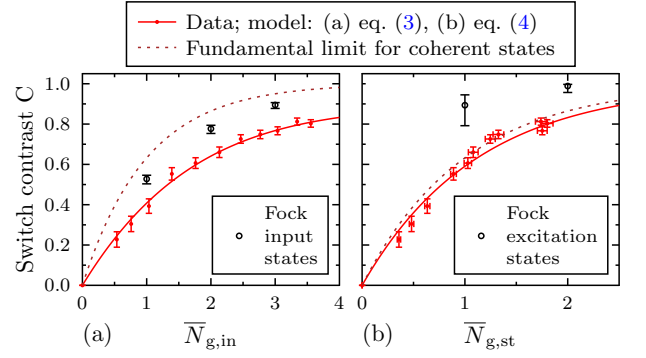 Data; model: (a) eq. (3), (b) eq. (4)
Fundamental limit for coherent states
Switch contrast C
1.0
0.8
0.6
0.4
0.2
0.0
Fock
input
states
Fock
excitation
states
0 1 2 3 4
0 1 2
(a) N̅g,in
(b) N̅g,st